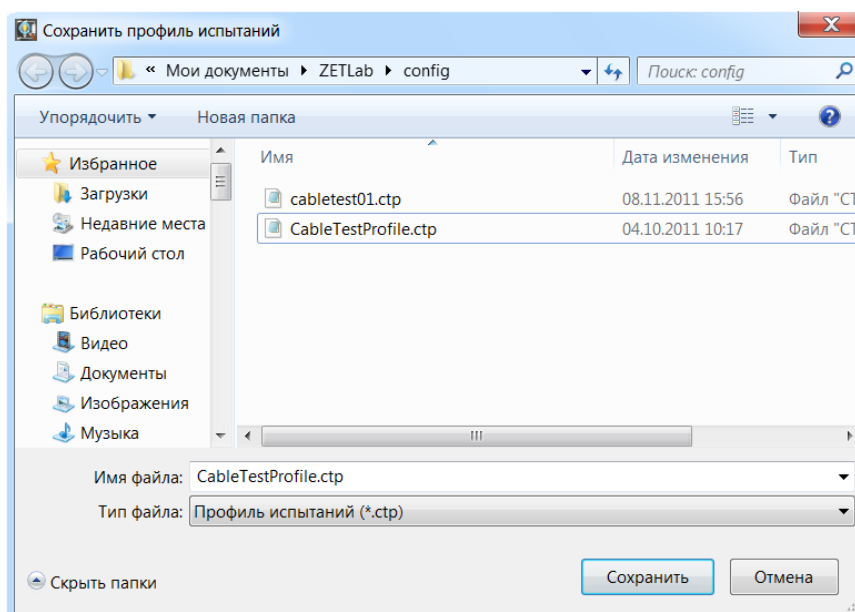 Сохранить профиль испытаний
« Мои документы ZETLab config
Поиск: config
Упорядочить Новая папка
Избранное
Загрузки
Недавние места
Рабочий стол
Библиотеки
Видео
Документы
Изображения
Музыка
Имя Дата изменения Тип
cabletest01.ctp 08.11.2011 15:56 Файл "СТ
CableTestProfile.ctp 04.10.2011 10:17 Файл "СТ
Имя файла: CableTestProfile.ctp
Тип файла: Профиль испытаний (*.ctp)
Скрыть папки
Сохранить Отмена